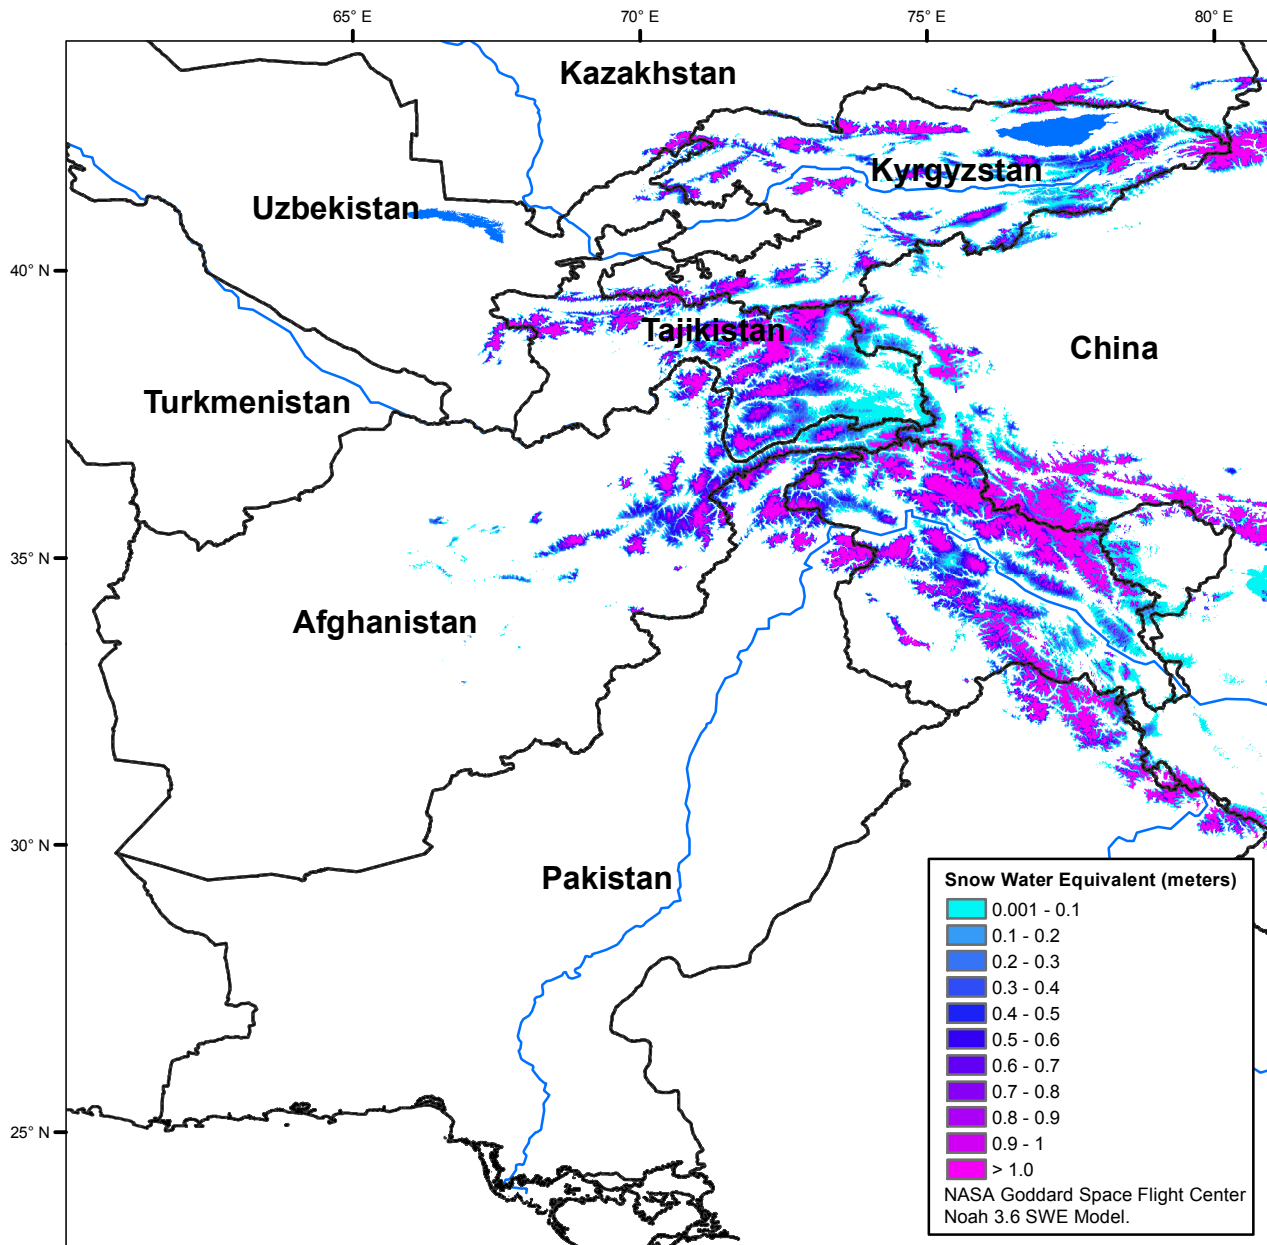 65° E
70° E
75° E
80° E
Kazakhstan
Kyrgyzstan
Uzbekistan
40° N
Tajikistan
China
Turkmenistan
35° N
Afghanistan
30° N
Pakistan
25° N
Snow Water Equivalent (meters)
0.001 - 0.1
0.1 - 0.2
0.2 - 0.3
0.3 - 0.4
0.4 - 0.5
0.5 - 0.6
0.6 - 0.7
0.7 - 0.8
0.8 - 0.9
0.9 - 1
> 1.0
NASA Goddard Space Flight Center
Noah 3.6 SWE Model.